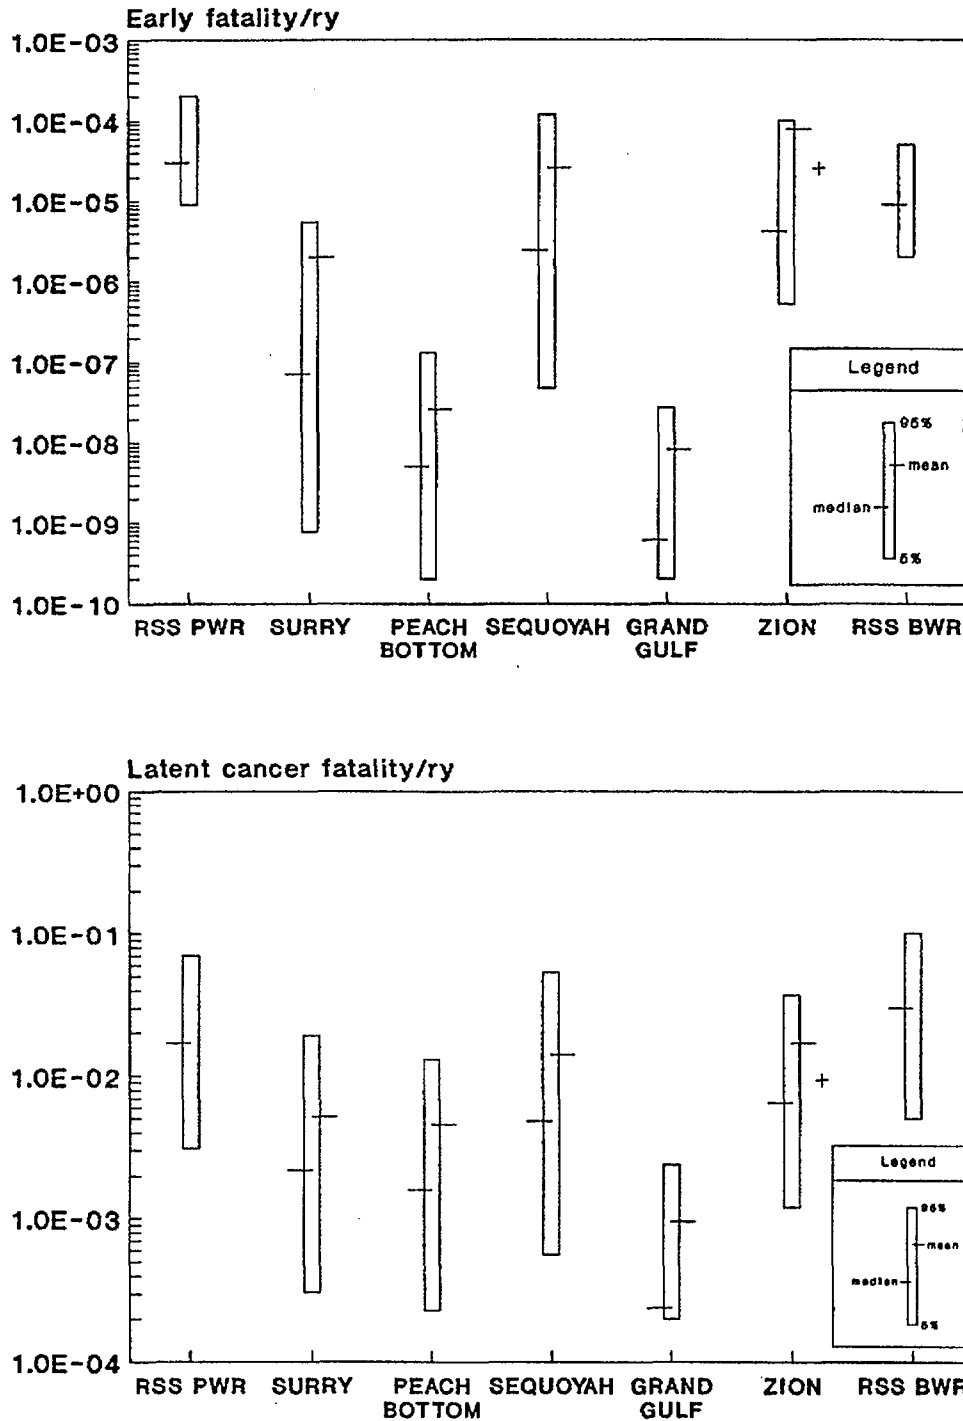 Early fatality/ry
1.0E-03
1.0E-04
1.0E-05
1.0E-06
1.0E-07
1.0E-08
1.0E-09
1.0E-10
Legend
95%
mean
median
5%
RSS PWR SURRY PEACH SEQUOYAH GRAND ZION RSS BWR
BOTTOM GULF
Latent cancer fatality/ry
1.0E+00
1.0E-01
1.0E-02
1.0E-03
1.0E-04
+
+
Legend
95%
mean
median
5%
RSS PWR SURRY PEACH SEQUOYAH GRAND ZION RSS BWR
BOTTOM GULF